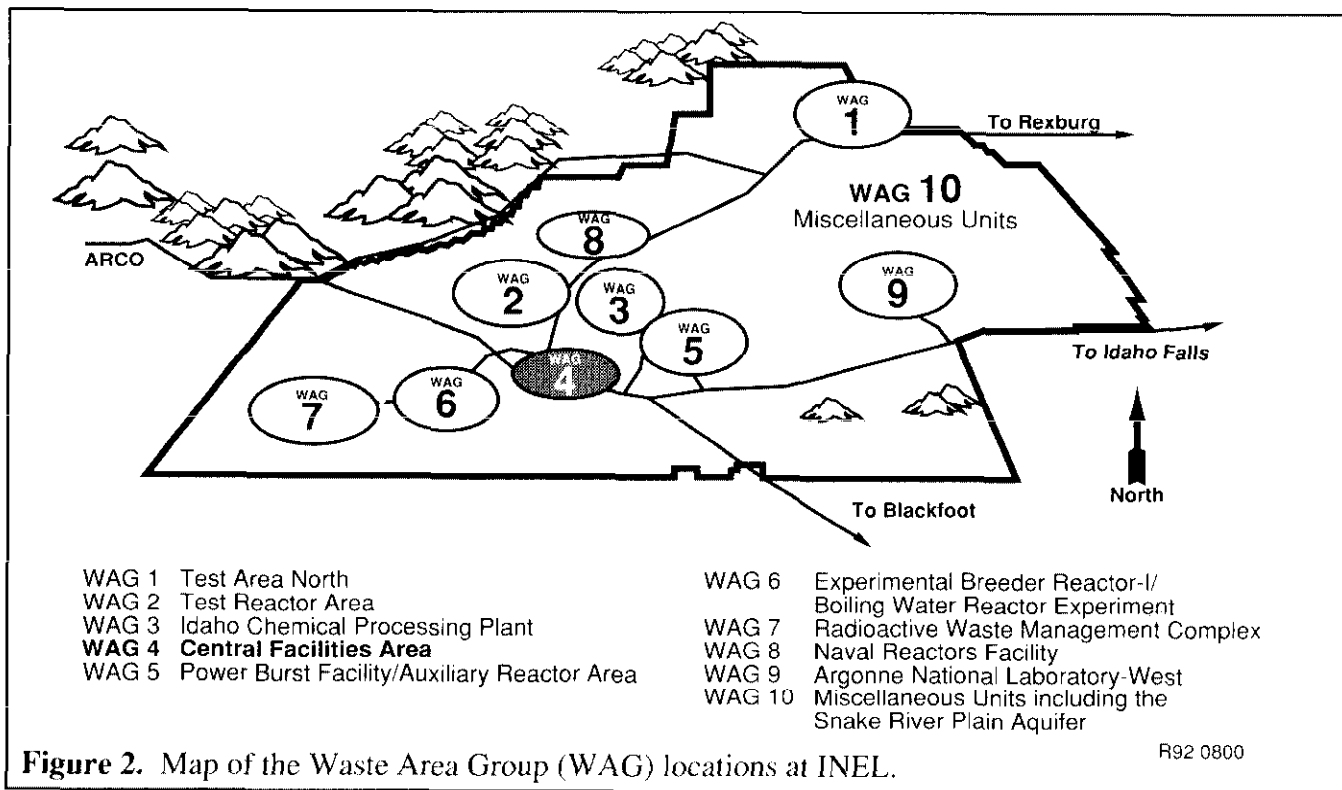 WAG
1
To Rexburg
WAG 10
Miscellaneous Units
WAG
8
ARCO
WAG
2
WAG
3
WAG
9
WAG
5
To Idaho Falls
WAG
4
WAG
6
WAG
7
North
To Blackfoot
WAG 1 Test Area North
WAG 2 Test Reactor Area
WAG 3 Idaho Chemical Processing Plant
WAG 4 Central Facilities Area
WAG 5 Power Burst Facility/Auxiliary Reactor Area
WAG 6 Experimental Breeder Reactor-I/
Boiling Water Reactor Experiment
WAG 7 Radioactive Waste Management Complex
WAG 8 Naval Reactors Facility
WAG 9 Argonne National Laboratory-West
WAG 10 Miscellaneous Units including the
Snake River Plain Aquifer
R92 0800
Figure 2. Map of the Waste Area Group (WAG) locations at INEL.